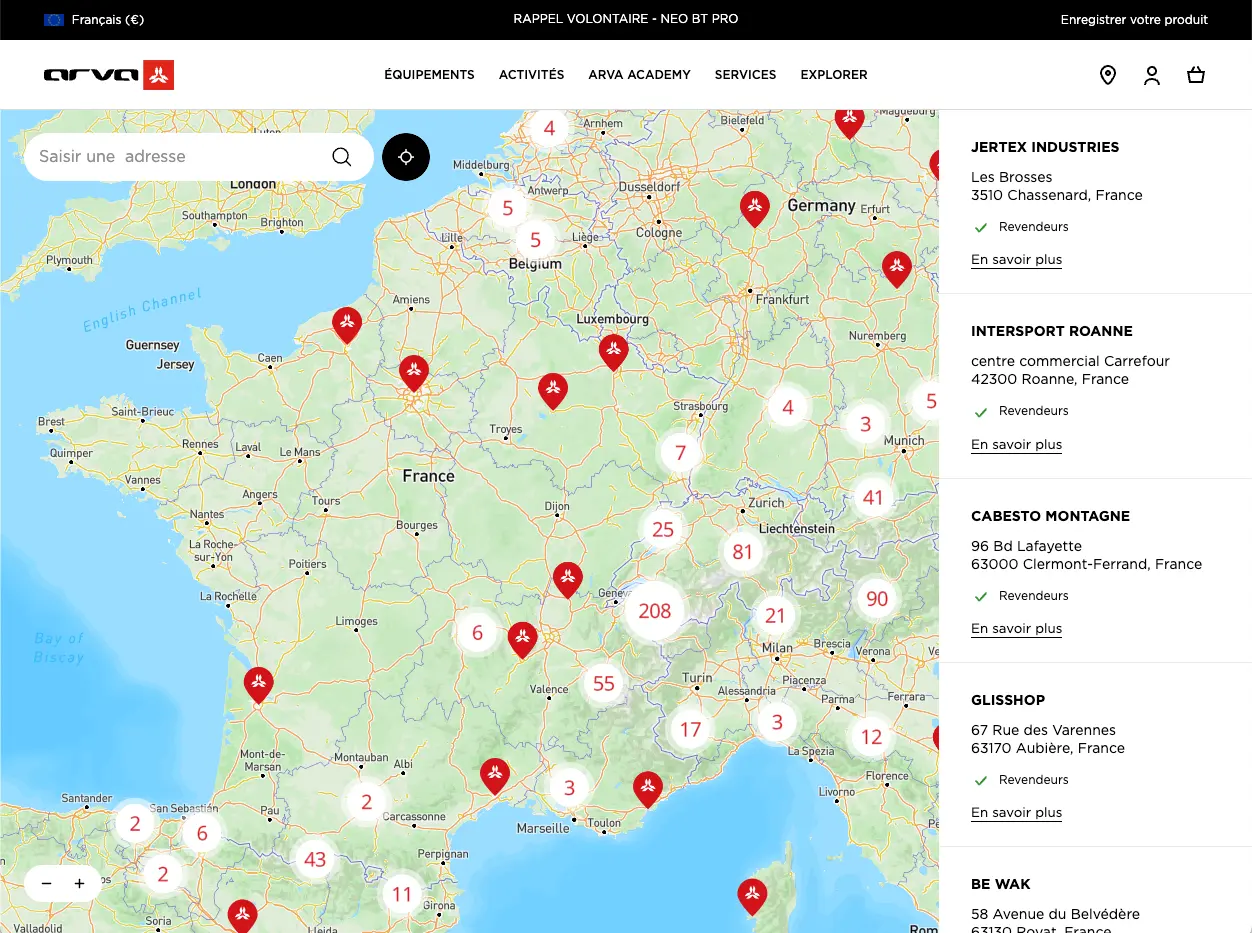 Français (€)
RAPPEL VOLONTAIRE - NEO BT PRO
Enregistrer votre produit
arva
ÉQUIPEMENTS
ACTIVITÉS
ARVA ACADEMY
SERVICES
EXPLORER
Saisir une adresse
4
Arnhem
Bielefeld
Magdeburg
Luton
London
Middelburg
Antwerp
Dusseldorf
Germany
Erfurt
Southampton
Brighton
5
5
Lille
Liège
Cologne
Belgium
Plymouth
English Channel
Amiens
Frankfurt
Luxembourg
Nuremberg
Guernsey
Jersey
Caen
Saint-Brieuc
Brest
Strasbourg
4
3
5
Munich
Troyes
Rennes
Laval
Le Mans
Quimper
7
France
Vannes
Angers
Tours
41
Dijon
Zurich
Nantes
Bourges
25
Liechtenstein
La Roche-
sur-Yon
81
Poitiers
La Rochelle
Geneva
208
90
21
Limoges
6
Bay of
Biscay
Milan
Brescia
Verona
Ve
55
Turin
Piacenza
Valence
Alessandria
Parma
Ferrara
17
3
12
La Spezia
Mont-de-
Marsan
Montauban
Albi
Florence
3
2
Livorno
Santander
San Sebastián
Pau
Carcassonne
Marseille
Toulon
2
6
43
Perpignan
2
11
− +
os
Girona
Soria
Valladolid
Lleida
Rom
JERTEX INDUSTRIES
Les Brosses
3510 Chassenard, France
Revendeurs
En savoir plus
INTERSPORT ROANNE
centre commercial Carrefour
42300 Roanne, France
Revendeurs
En savoir plus
CABESTO MONTAGNE
96 Bd Lafayette
63000 Clermont-Ferrand, France
Revendeurs
En savoir plus
GLISSHOP
67 Rue des Varennes
63170 Aubière, France
Revendeurs
En savoir plus
BE WAK
58 Avenue du Belvédère
63130 Royat, France